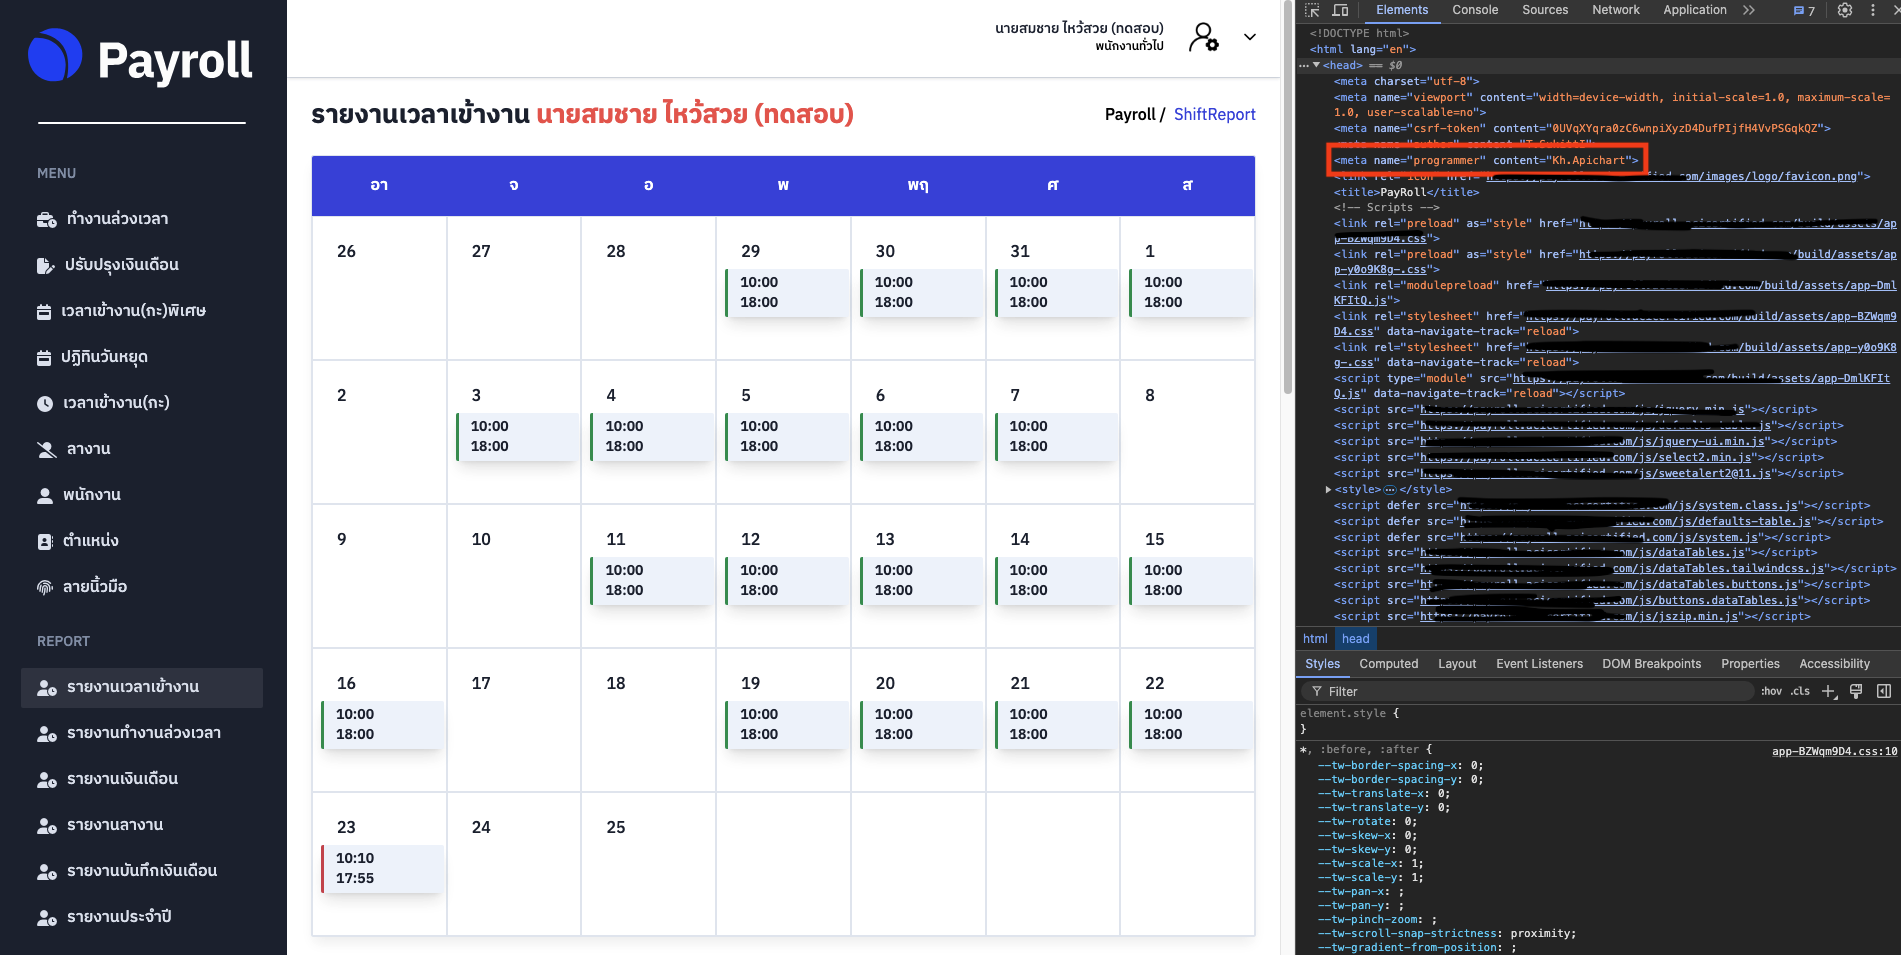 Payroll
MENU
ทำงานล่วงเวลา
ปรับปรุงเงินเดือน
เวลาเข้างาน(กะ)พิเศษ
ปฏิทินวันหยุด
เวลาเข้างาน(กะ)
ลางาน
พนักงาน
ตำแหน่ง
ลายนิ้วมือ
REPORT
รายงานเวลาเข้างาน
รายงานทำงานล่วงเวลา
รายงานเงินเดือน
รายงานลางาน
รายงานบันทึกเงินเดือน
รายงานประจำปี
นายสมชาย ไหว้สวย (ทดสอบ)
พนักงานทั่วไป
รายงานเวลาเข้างาน นายสมชาย ไหว้สวย (ทดสอบ)
Payroll / ShiftReport
อา จ อ พ พฤ ศ ส
26 27 28 29 30 31 1
10:00 10:00 10:00 10:00
18:00 18:00 18:00 18:00
2 3 4 5 6 7 8
10:00 10:00 10:00 10:00 10:00
18:00 18:00 18:00 18:00 18:00
9 10 11 12 13 14 15
10:00 10:00 10:00 10:00 10:00
18:00 18:00 18:00 18:00 18:00
16 17 18 19 20 21 22
10:00 10:00 10:00 10:00 10:00
18:00 18:00 18:00 18:00 18:00
23 24 25
10:10
17:55
Elements Console Sources Network Application 7
<!DOCTYPE html>
<html lang="en">
<head> == $0
<meta charset="utf-8">
<meta name="viewport" content="width=device-width, initial-scale=1.0, maximum-scale=
1.0, user-scalable=no">
<meta name="csrf-token" content="0UVqXYqra0zC6wnpiXyzD4DufPIjfH4VvPSGqkQZ">
<meta name="programmer" content="Kh.Apichart">
<link rel="icon" href=" .com/images/logo/favicon.png">
<title>PayRoll</title>
<!-- Scripts -->
<link rel="preload" as="style" href=" /build/assets/ap
p-BZWqm9D4.css">
<link rel="preload" as="style" href=" /build/assets/ap
p-y0o9K8g-.css">
<link rel="modulepreload" href=" /build/assets/app-Dml
KFItQ.js">
<link rel="stylesheet" href=" /build/assets/app-BZWqm9
D4.css" data-navigate-track="reload">
<link rel="stylesheet" href=" /build/assets/app-y0o9K8
g-.css" data-navigate-track="reload">
<script type="module" src=" /build/assets/app-DmlKFIt
Q.js" data-navigate-track="reload"></script>
<script src=" .js"></script>
<script src=" .js"></script>
<script src=" .com/js/jquery-ui.min.js"></script>
<script src=" .com/js/select2.min.js"></script>
<script src=" .com/js/sweetalert2@11.js"></script>
<style> </style>
<script defer src=" /js/system.class.js"></script>
<script defer src=" .com/js/defaults-table.js"></script>
<script defer src=" .com/js/system.js"></script>
<script src=" /js/dataTables.js"></script>
<script src=" /js/dataTables.tailwindcss.js"></script>
<script src=" /js/dataTables.buttons.js"></script>
<script src=" /js/buttons.dataTables.js"></script>
<script src=" .com/js/jszip.min.js"></script>
html head
Styles Computed Layout Event Listeners DOM Breakpoints Properties Accessibility
Filter :hov .cls
element.style {
}
*, :before, :after { app-BZWqm9D4.css:10
--tw-border-spacing-x: 0;
--tw-border-spacing-y: 0;
--tw-translate-x: 0;
--tw-translate-y: 0;
--tw-rotate: 0;
--tw-skew-x: 0;
--tw-skew-y: 0;
--tw-scale-x: 1;
--tw-scale-y: 1;
--tw-pan-x: ;
--tw-pan-y: ;
--tw-pinch-zoom: ;
--tw-scroll-snap-strictness: proximity;
--tw-gradient-from-position: ;